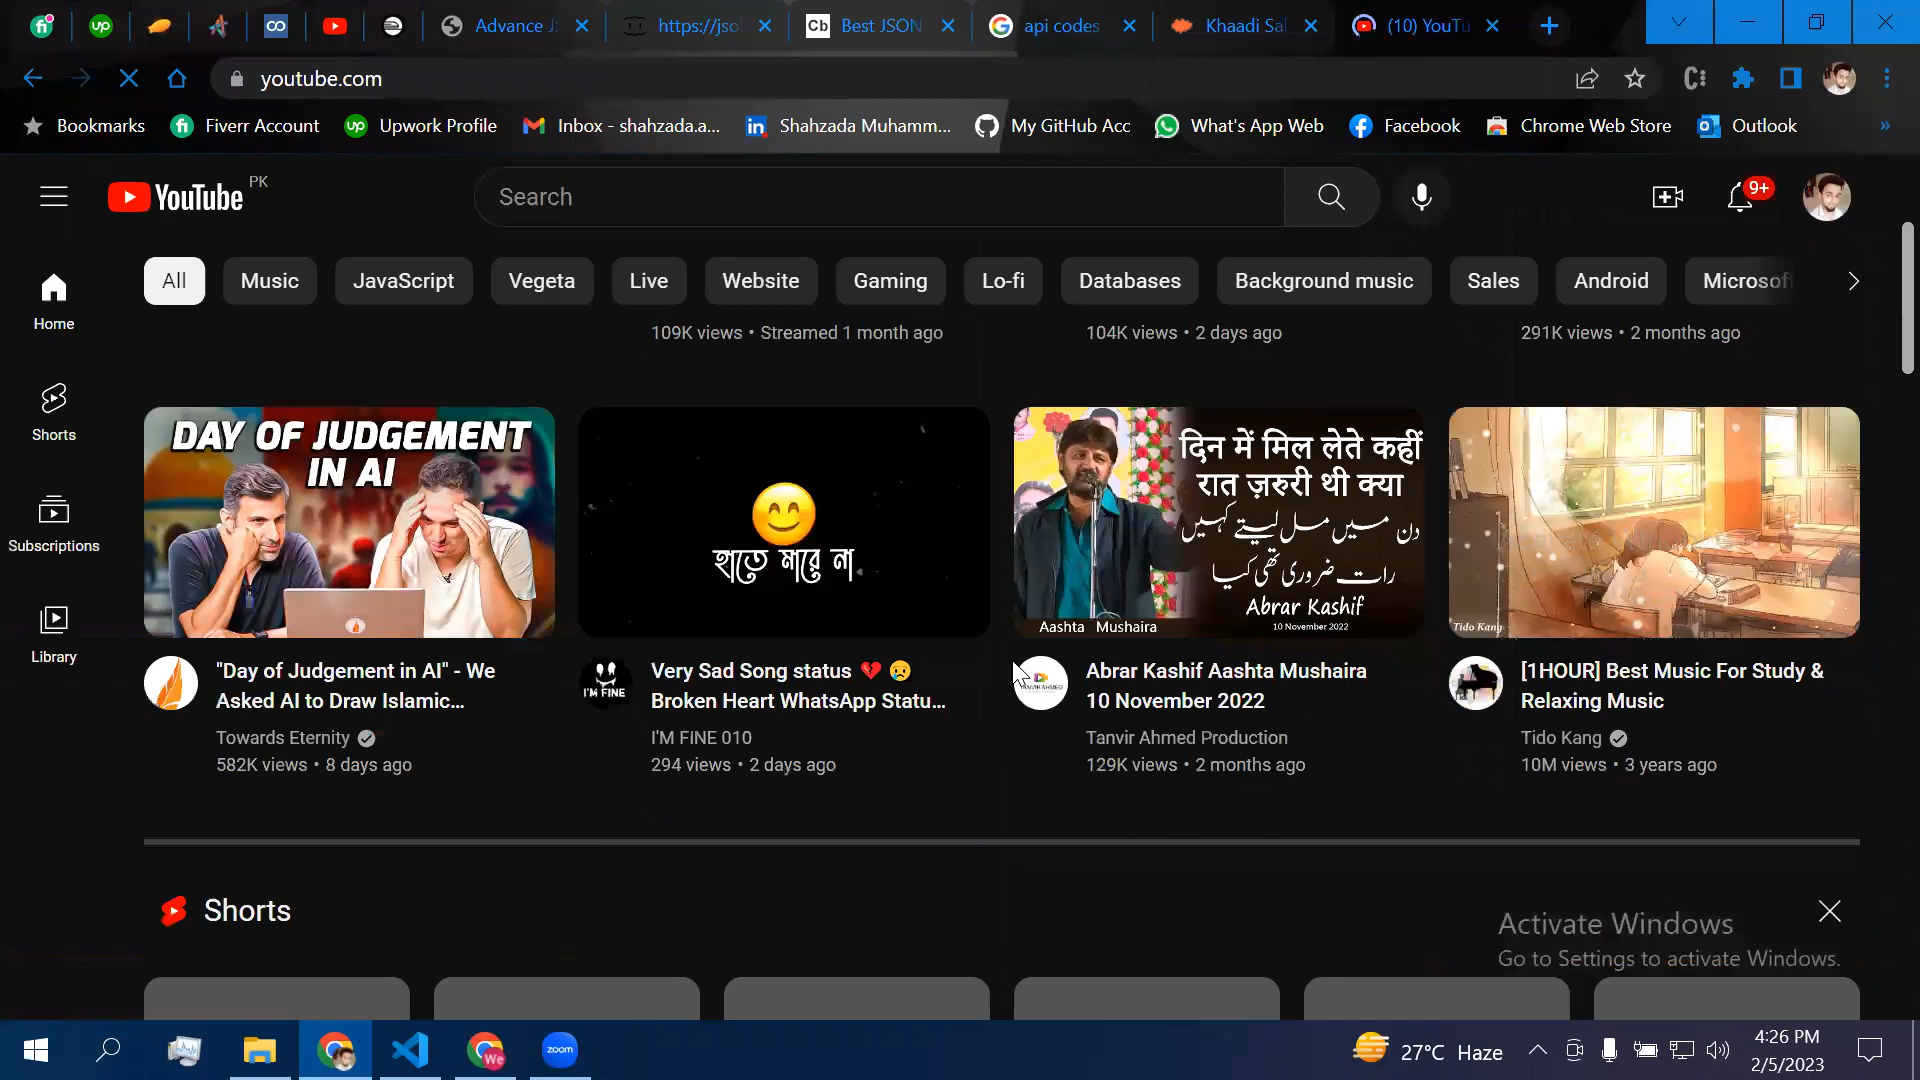 Advance J
https://jso
Best JSON
api codes
Khaadi Sal
(10) YouTu
youtube.com
Bookmarks
Fiverr Account
Upwork Profile
Inbox - shahzada.a...
Shahzada Muhamm...
My GitHub Acc
What's App Web
Facebook
Chrome Web Store
Outlook
YouTube PK
Search
9+
All
Music
JavaScript
Vegeta
Live
Website
Gaming
Lo-fi
Databases
Background music
Sales
Android
Microsof
Home
Shorts
Subscriptions
Library
109K views • Streamed 1 month ago
104K views • 2 days ago
291K views • 2 months ago
DAY OF JUDGEMENT
IN AI
হাতে মারে না
दिन में मिल लेते कहीं
रात ज़रुरी थी क्या
دن میں مل لیتے کہیں
رات ضروری تھی کیا
Abrar Kashif
10 November 2022
Aashta Mushaira
Tido Kang
"Day of Judgement in AI" - We
Asked AI to Draw Islamic...
Towards Eternity
582K views • 8 days ago
I'M FINE
Very Sad Song status 💔 😥
Broken Heart WhatsApp Statu...
I'M FINE 010
294 views • 2 days ago
TANVIR AHMED
Abrar Kashif Aashta Mushaira
10 November 2022
Tanvir Ahmed Production
129K views • 2 months ago
[1HOUR] Best Music For Study &
Relaxing Music
Tido Kang
10M views • 3 years ago
Shorts
Activate Windows
Go to Settings to activate Windows.
We
zoom
27°C Haze
4:26 PM
2/5/2023